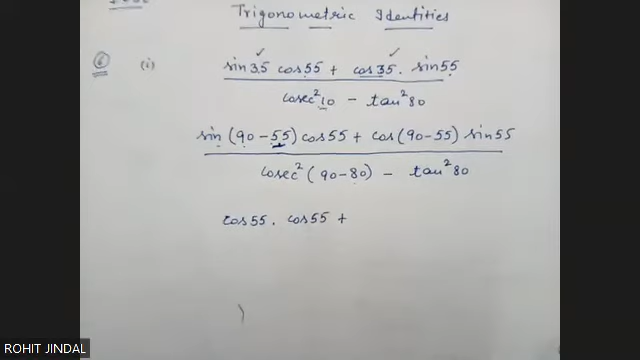 Trigonometric Identities
⑥ (i) sin35 cos55 + cos35. sin55
cosec²10 - tan²80
sin (90-55) cos55 + cos(90-55) sin55
cosec² (90-80) - tan²80
cos55. cos55 +
ROHIT JINDAL